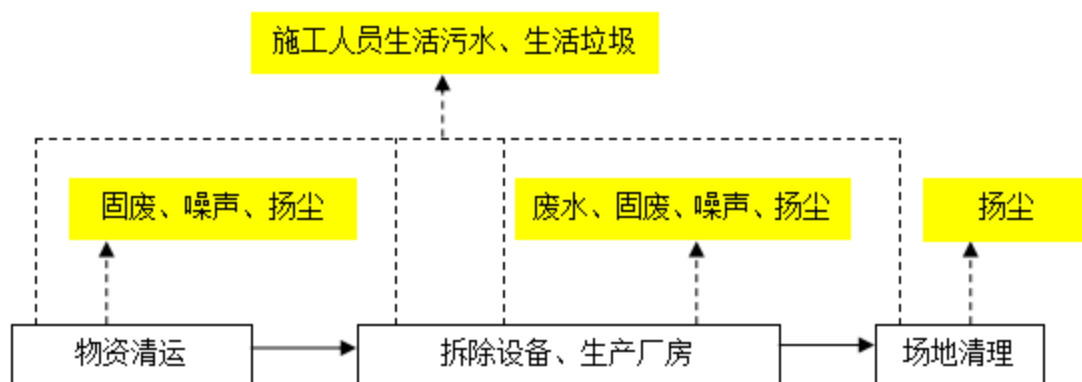 施工人员生活污水、生活垃圾
固废、噪声、扬尘
废水、固废、噪声、扬尘
扬尘
物资清运
拆除设备、生产厂房
场地清理